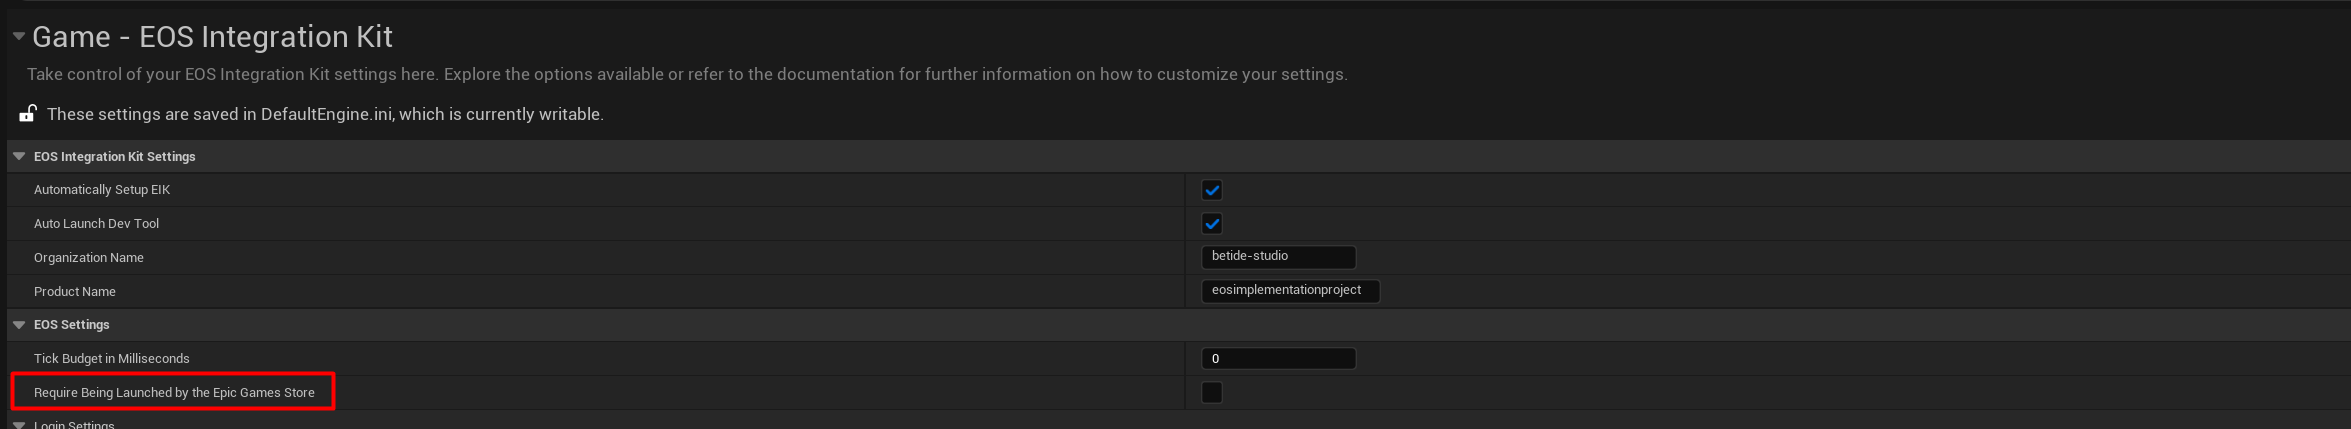 Game - EOS Integration Kit
Take control of your EOS Integration Kit settings here. Explore the options available or refer to the documentation for further information on how to customize your settings.
These settings are saved in DefaultEngine.ini, which is currently writable.
EOS Integration Kit Settings
Automatically Setup EIK
Auto Launch Dev Tool
Organization Name betide-studio
Product Name eosimplementationproject
EOS Settings
Tick Budget in Milliseconds 0
Require Being Launched by the Epic Games Store
Login Settings